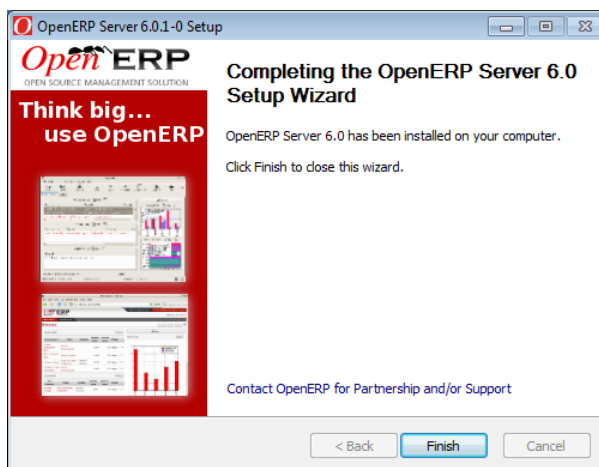 OpenERP Server 6.0.1-0 Setup
Open ERP
OPEN SOURCE MANAGEMENT SOLUTION
Think big...
use OpenERP
Completing the OpenERP Server 6.0
Setup Wizard
OpenERP Server 6.0 has been installed on your computer.
Click Finish to close this wizard.
Contact OpenERP for Partnership and/or Support
< Back
Finish
Cancel